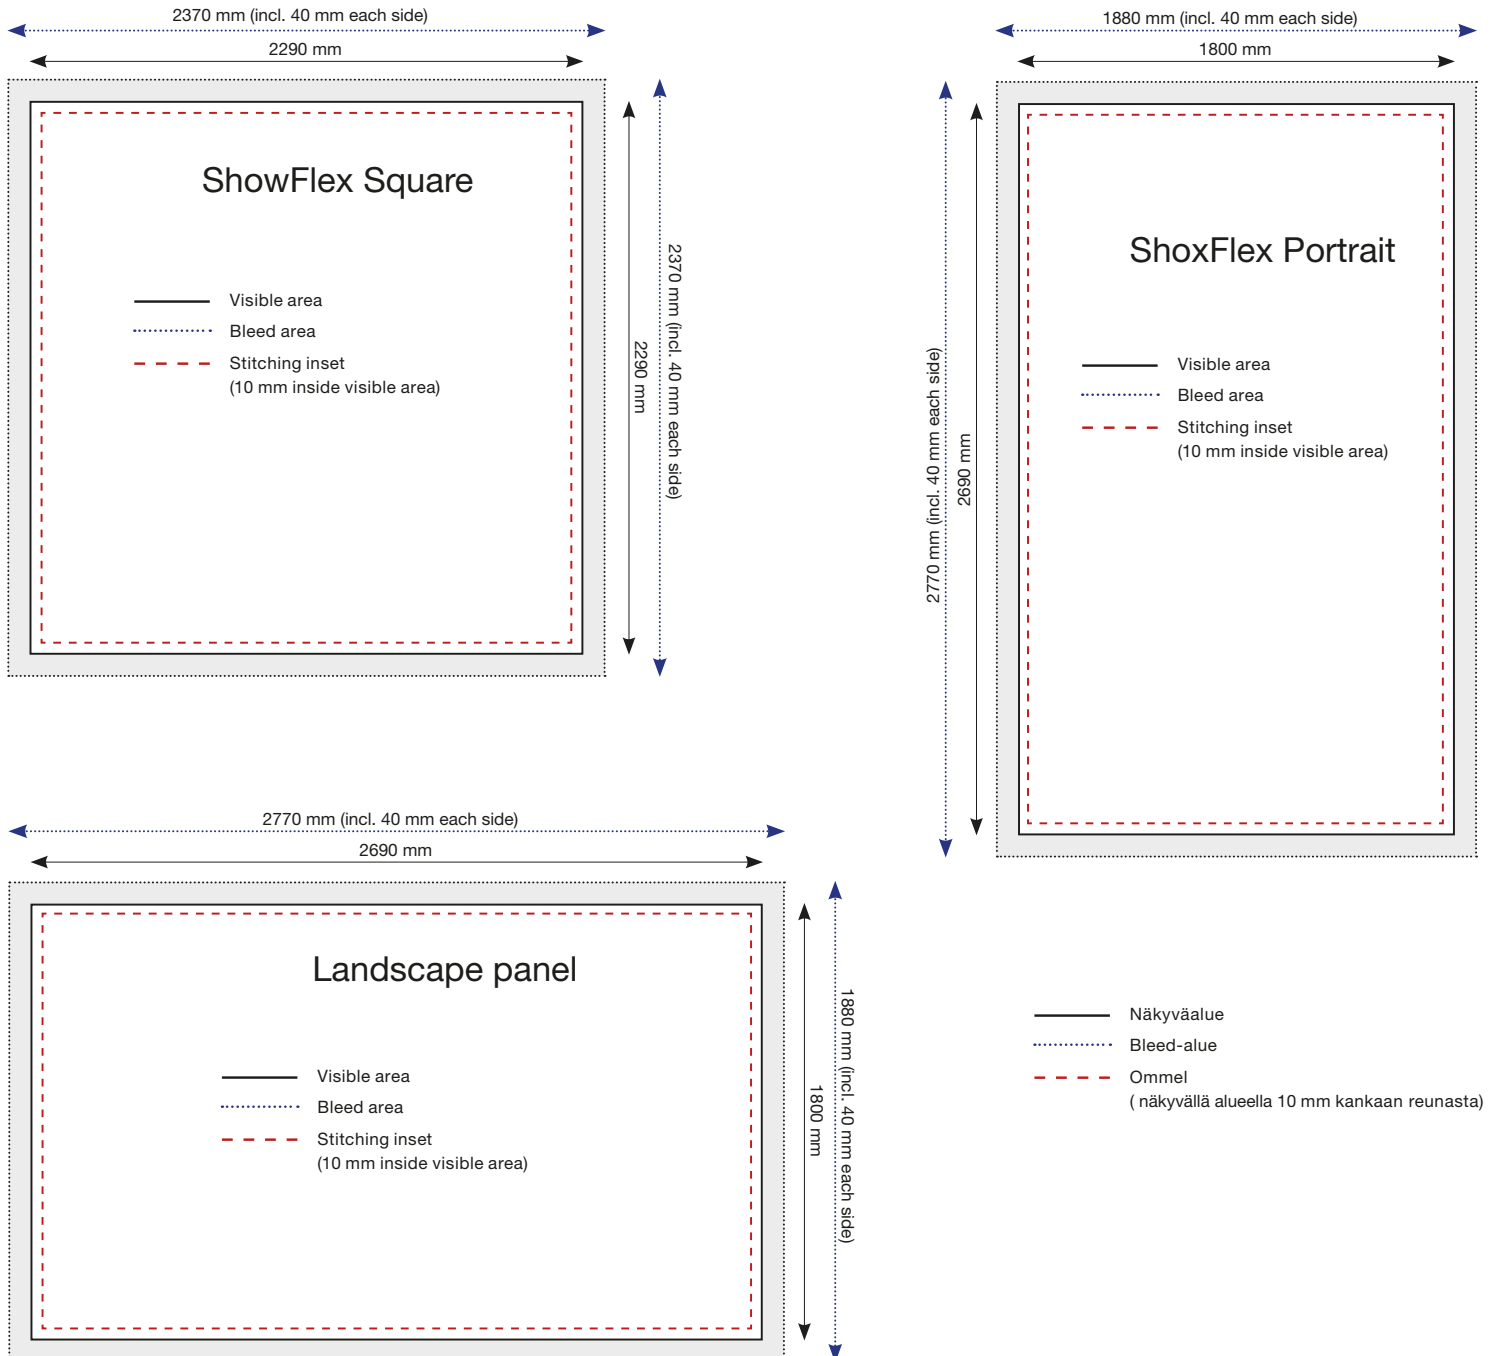 2370 mm (incl. 40 mm each side)
2290 mm
ShowFlex Square
Visible area
Bleed area
Stitching inset
(10 mm inside visible area)
2290 mm
2370 mm (incl. 40 mm each side)
1880 mm (incl. 40 mm each side)
1800 mm
2770 mm (incl. 40 mm each side)
2690 mm
ShoxFlex Portrait
Visible area
Bleed area
Stitching inset
(10 mm inside visible area)
2770 mm (incl. 40 mm each side)
2690 mm
Landscape panel
Visible area
Bleed area
Stitching inset
(10 mm inside visible area)
1800 mm
1880 mm (incl. 40 mm each side)
Näkyväalue
Bleed-alue
Ommel
( näkyvällä alueella 10 mm kankaan reunasta)